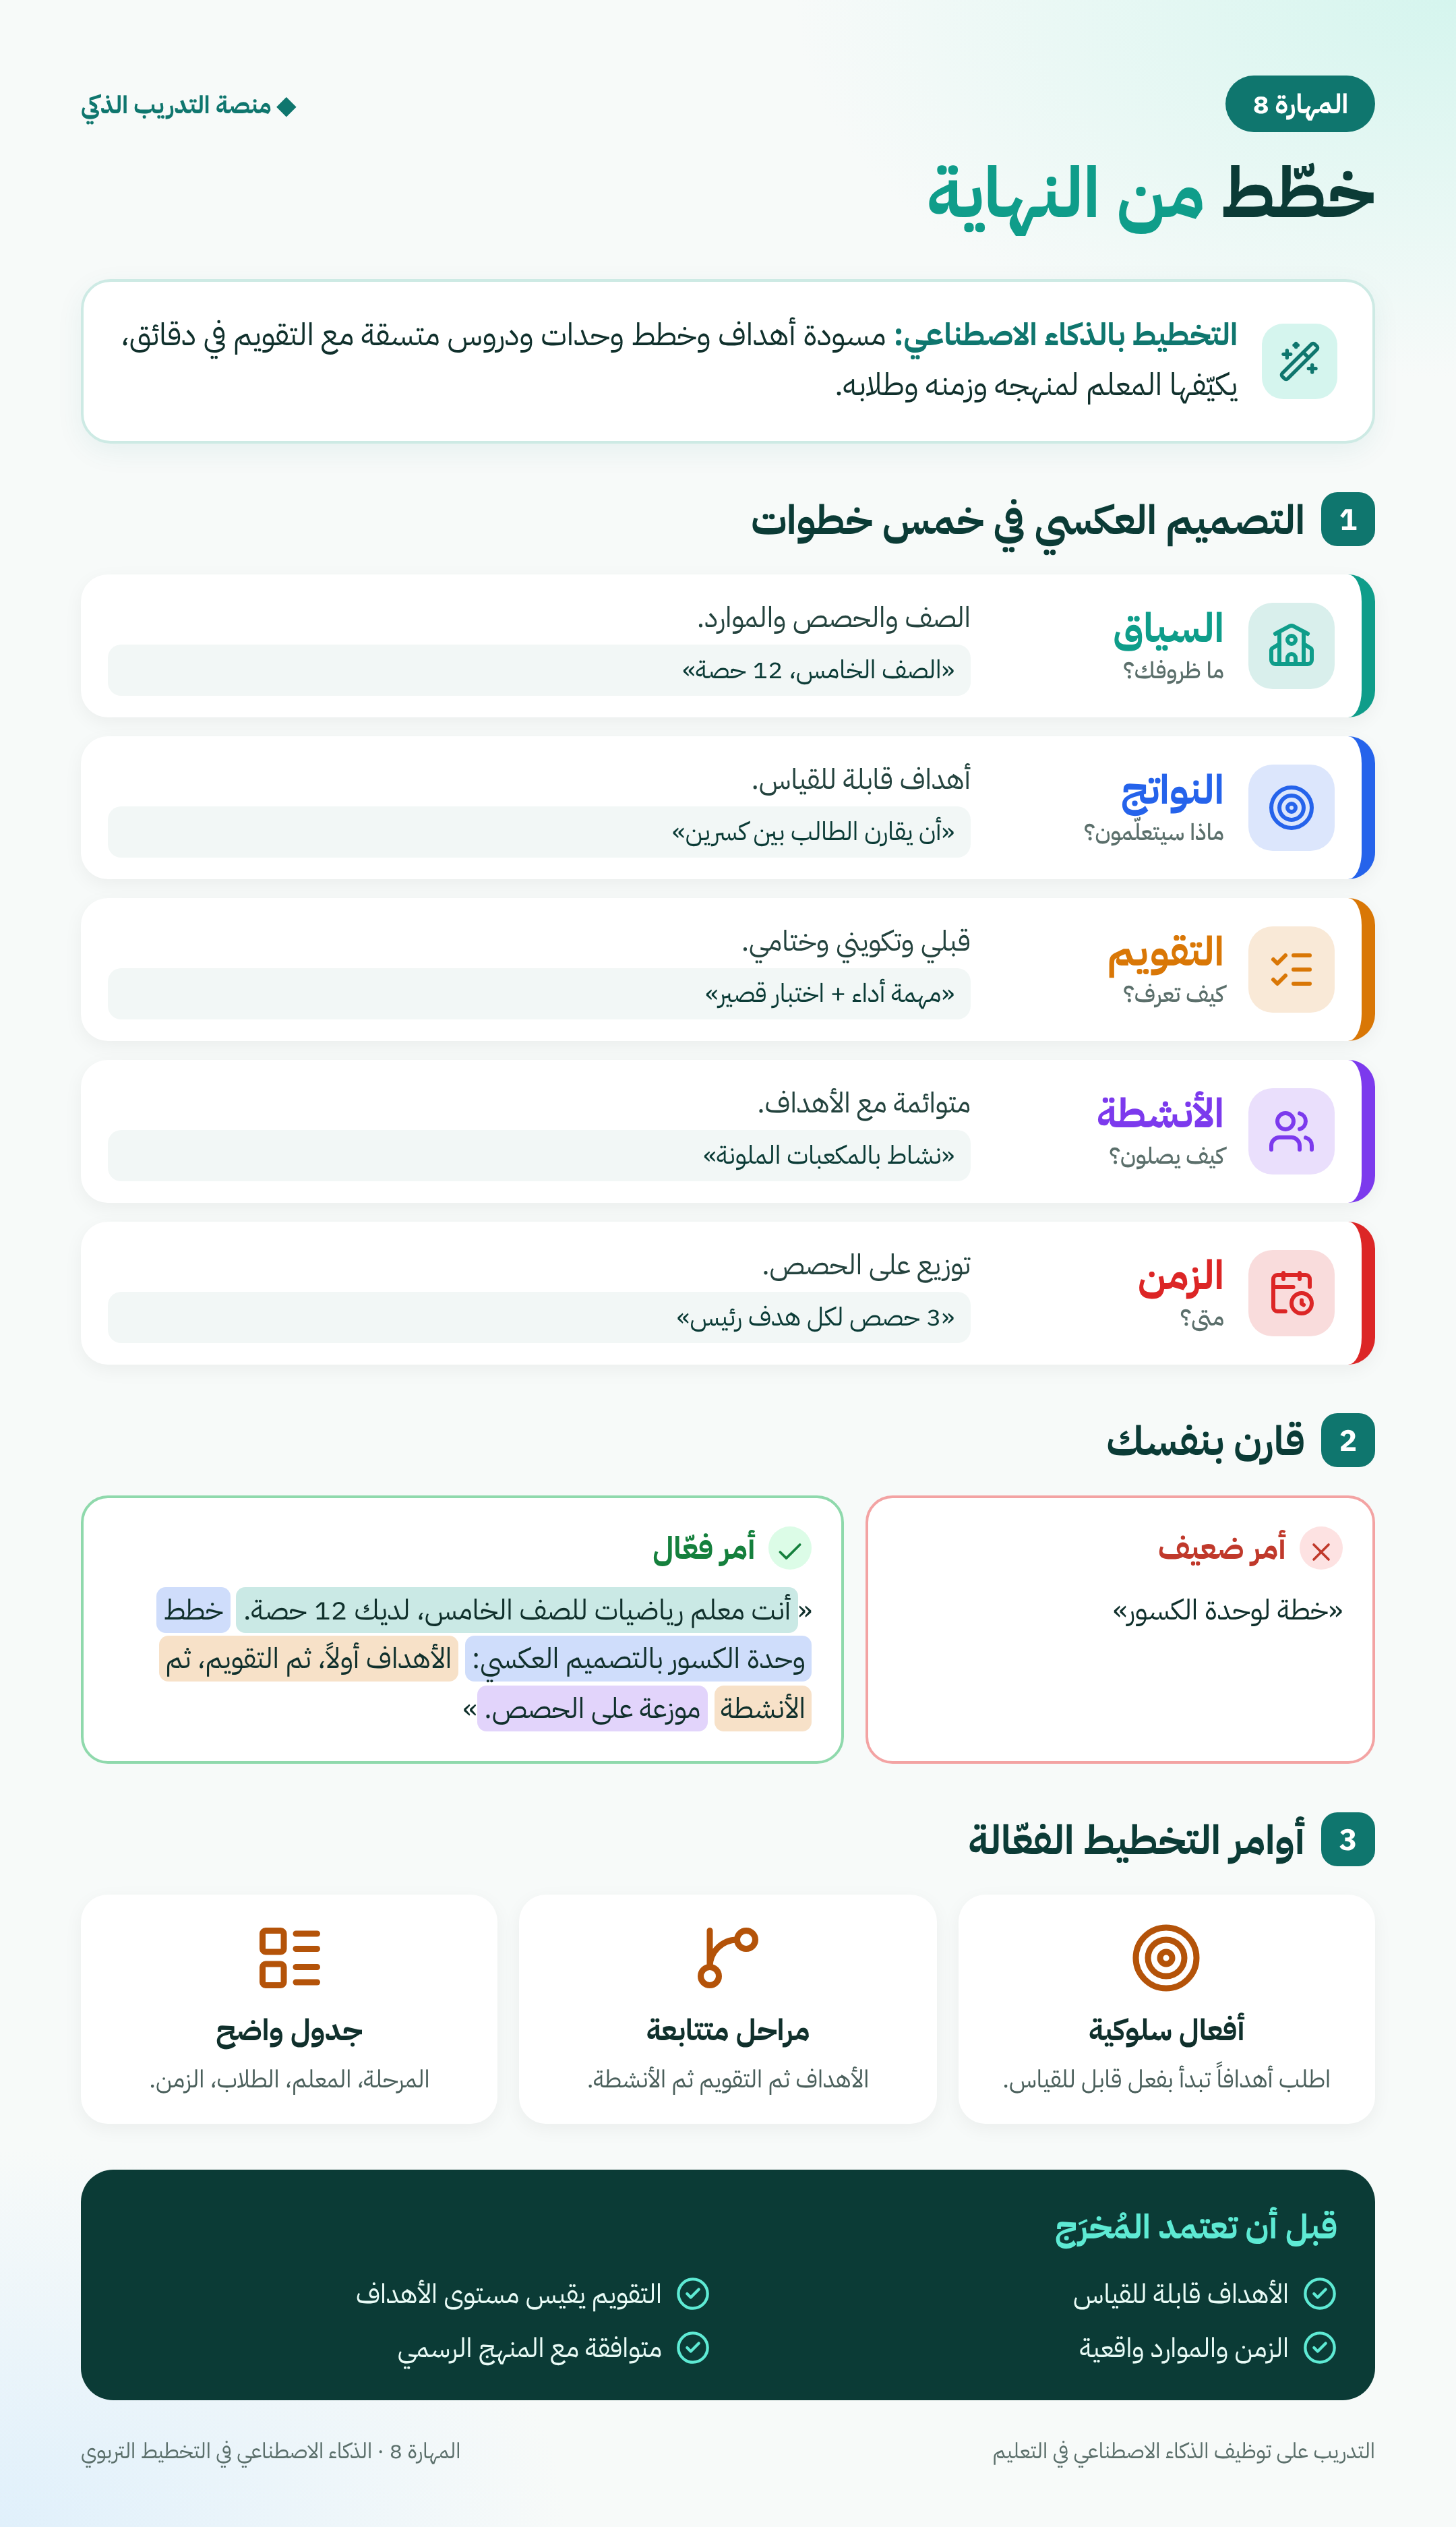 المهارة 8
◆ منصة التدريب الذكي
خطّط من النهاية
التخطيط بالذكاء الاصطناعي: مسودة أهداف وخطط وحدات ودروس متسقة مع التقويم في دقائق،
يكيّفها المعلم لمنهجه وزمنه وطلابه.
1 التصميم العكسي في خمس خطوات
السياق
ما ظروفك؟
الصف والحصص والموارد.
«الصف الخامس، 12 حصة»
النواتج
ماذا سيتعلّمون؟
أهداف قابلة للقياس.
«أن يقارن الطالب بين كسرين»
التقويم
كيف تعرف؟
قبلي وتكويني وختامي.
«مهمة أداء + اختبار قصير»
الأنشطة
كيف يصلون؟
متوائمة مع الأهداف.
«نشاط بالمكعبات الملونة»
الزمن
متى؟
توزيع على الحصص.
«3 حصص لكل هدف رئيس»
2 قارن بنفسك
أمر ضعيف
«خطة لوحدة الكسور»
أمر فعّال
«أنت معلم رياضيات للصف الخامس، لديك 12 حصة. خطط
وحدة الكسور بالتصميم العكسي: الأهداف أولاً، ثم التقويم، ثم
الأنشطة موزعة على الحصص.»
3 أوامر التخطيط الفعّالة
أفعال سلوكية
اطلب أهدافاً تبدأ بفعل قابل للقياس.
مراحل متتابعة
الأهداف ثم التقويم ثم الأنشطة.
جدول واضح
المرحلة، المعلم، الطلاب، الزمن.
قبل أن تعتمد المُخرَج
الأهداف قابلة للقياس
التقويم يقيس مستوى الأهداف
الزمن والموارد واقعية
متوافقة مع المنهج الرسمي
التدريب على توظيف الذكاء الاصطناعي في التعليم
المهارة 8 · الذكاء الاصطناعي في التخطيط التربوي